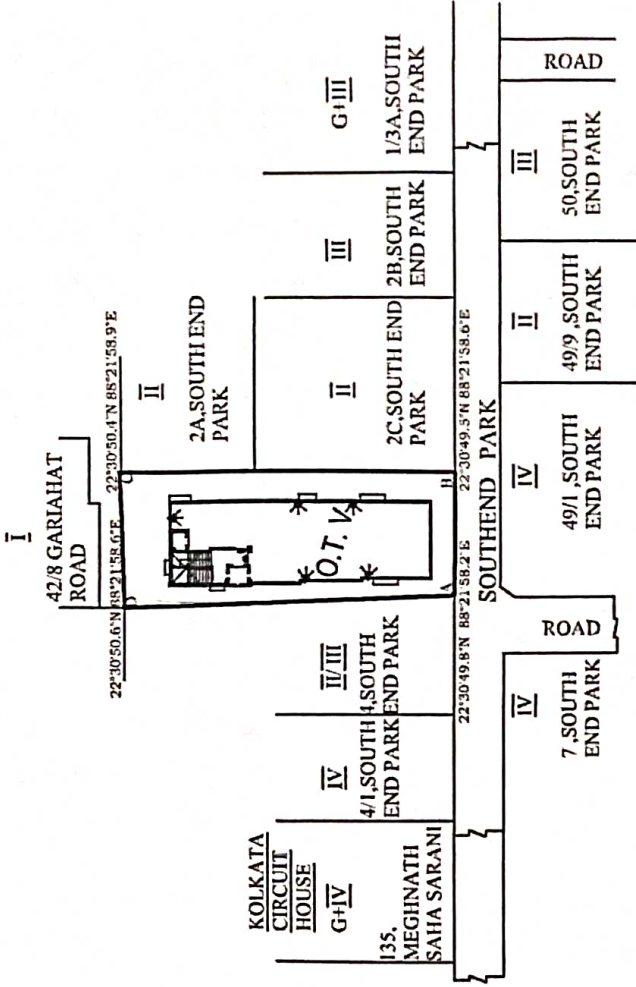 I
42/8 GARIAHAT
ROAD
22°30'50.6"N 88°21'58.6"E
22°30'50.4"N 88°21'58.9"E
D
C
II
2A,SOUTH END
PARK
O.T. V.
II
2C,SOUTH END
PARK
III
2B,SOUTH
END PARK
G+III
1/3A,SOUTH
END PARK
KOLKATA
CIRCUIT
HOUSE
G+IV
135,
MEGHNATH
SAHA SARANI
IV
4/1,SOUTH
END PARK
II/III
4,SOUTH
END PARK
A
B
22°30'49.8"N 88°21'58.2"E
22°30'49.5"N 88°21'58.6"E
SOUTHEND PARK
IV
7,SOUTH
END PARK
ROAD
IV
49/1,SOUTH
END PARK
II
49/9,SOUTH
END PARK
III
50,SOUTH
END PARK
ROAD